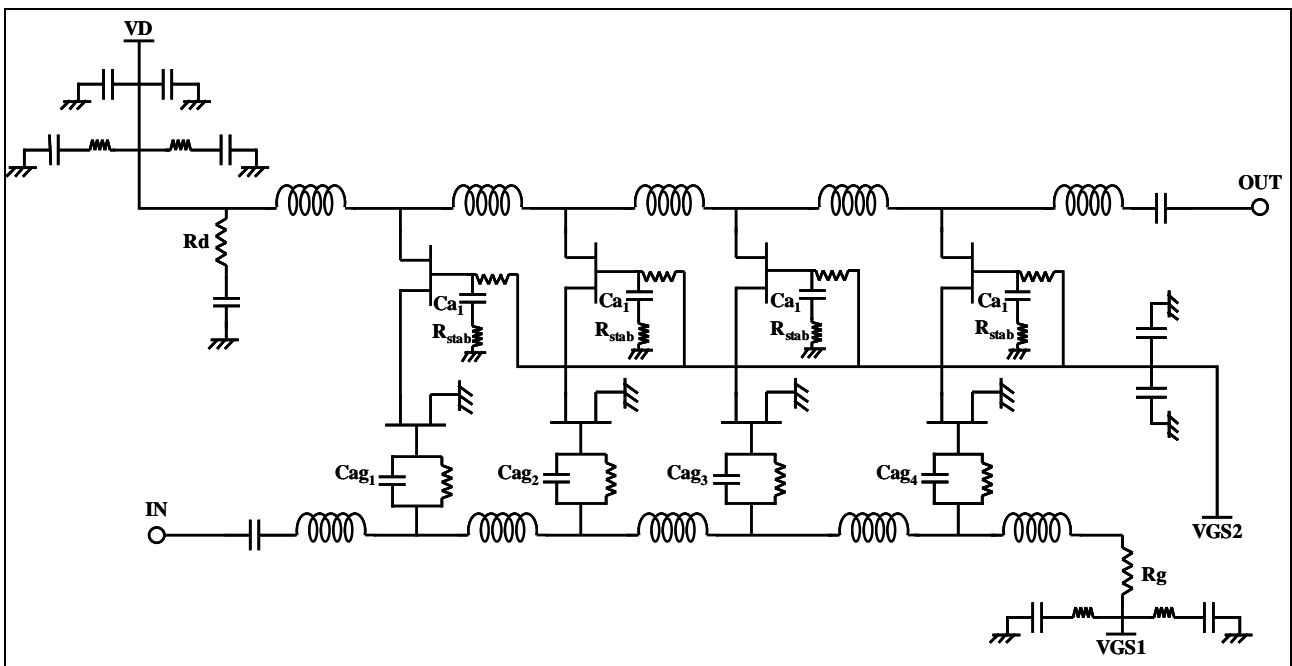 VD
OUT
Rd
Ca₁
Ca₁
Ca₁
Ca₁
Rstab
Rstab
Rstab
Rstab
Cag₁
Cag₂
Cag₃
Cag₄
IN
VGS2
Rg
VGS1